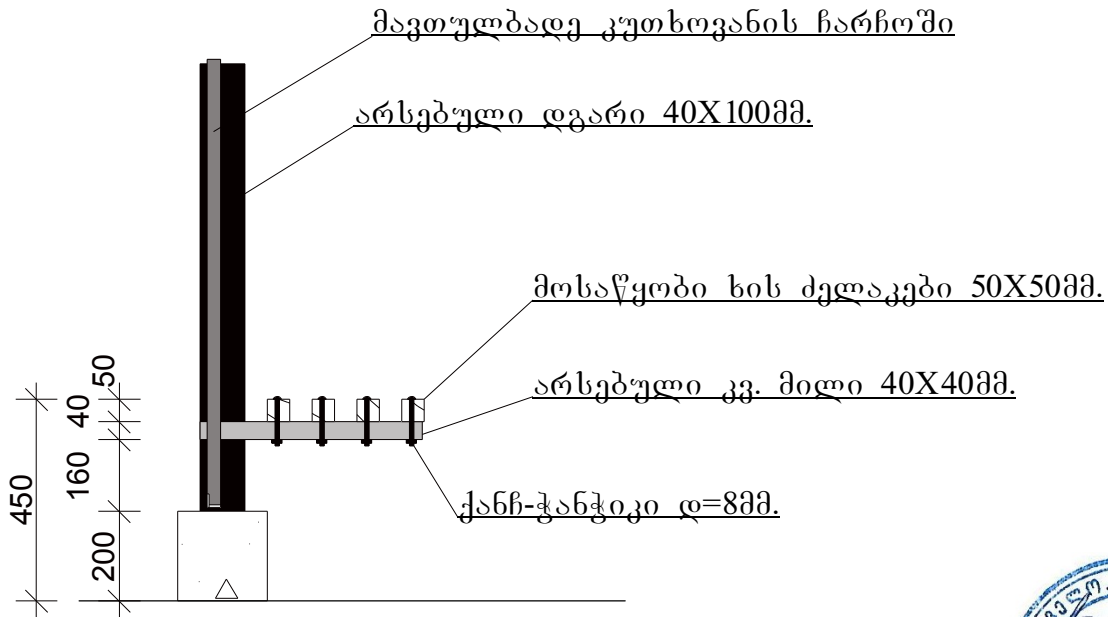 მავთულბადე კუთხოვანის ჩარჩოში
არსებული დგარი 40X100მმ.
მოსაწყობი ხის ძელაკები 50X50მმ.
არსებული კვ. მილი 40X40მმ.
ქანჩ-ჭანჭიკი დ=8მმ.
50
40
160
450
200